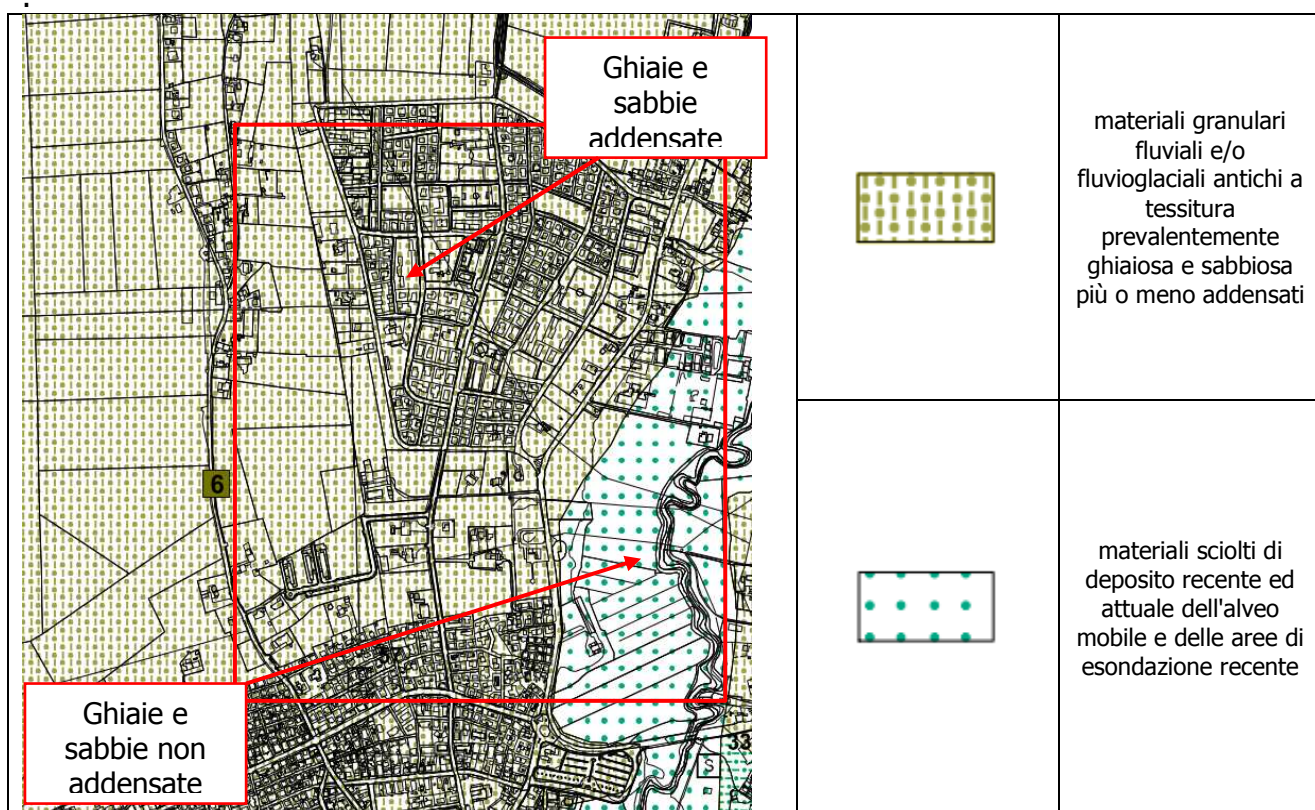 Ghiaie e
sabbie
addensate
6
Ghiaie e
sabbie non
addensate
33
S
materiali granulari
fluviali e/o
fluvioglaciali antichi a
tessitura
prevalentemente
ghiaiosa e sabbiosa
più o meno addensati
materiali sciolti di
deposito recente ed
attuale dell'alveo
mobile e delle aree di
esondazione recente